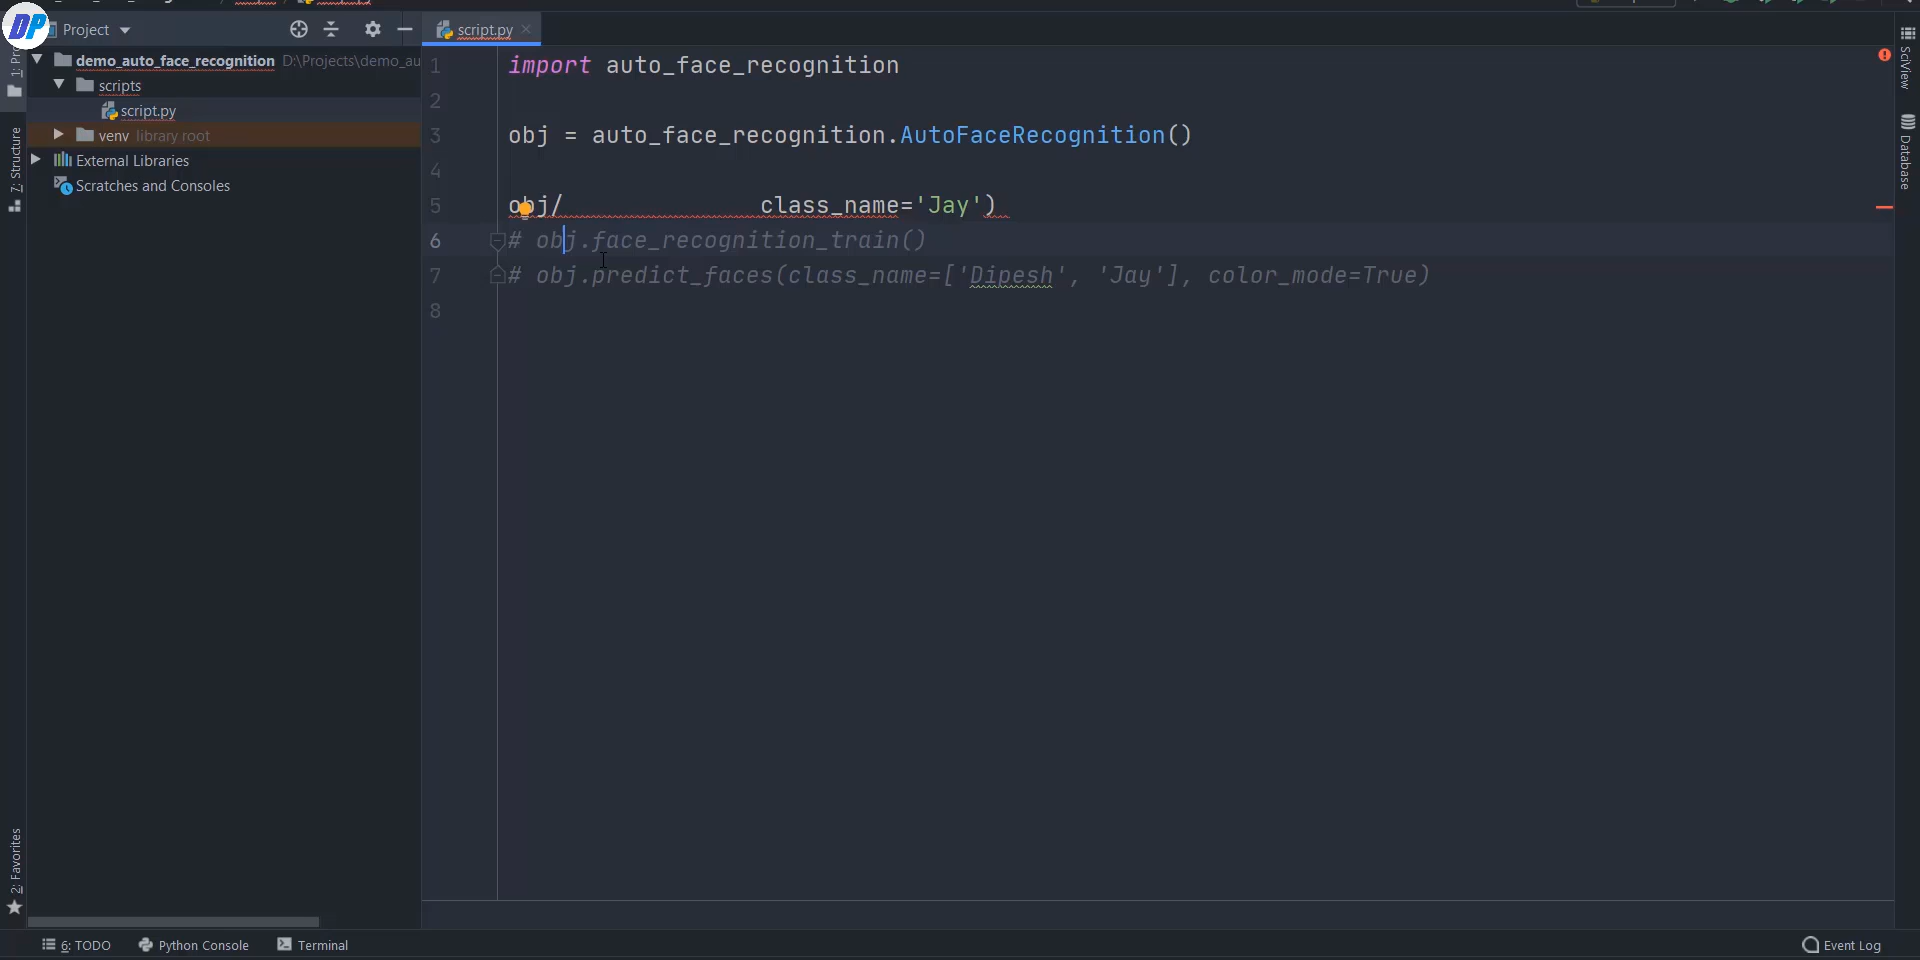 DP
Project
script.py
demo_auto_face_recognition D:\Projects\demo_au
scripts
script.py
venv library root
External Libraries
Scratches and Consoles
7: Structure
2: Favorites
1 import auto_face_recognition
2
3 obj = auto_face_recognition.AutoFaceRecognition()
4
5 obj/ class_name='Jay')
6 # obj.face_recognition_train()
7 # obj.predict_faces(class_name=['Dipesh', 'Jay'], color_mode=True)
8
SciView
Database
6: TODO Python Console Terminal Event Log